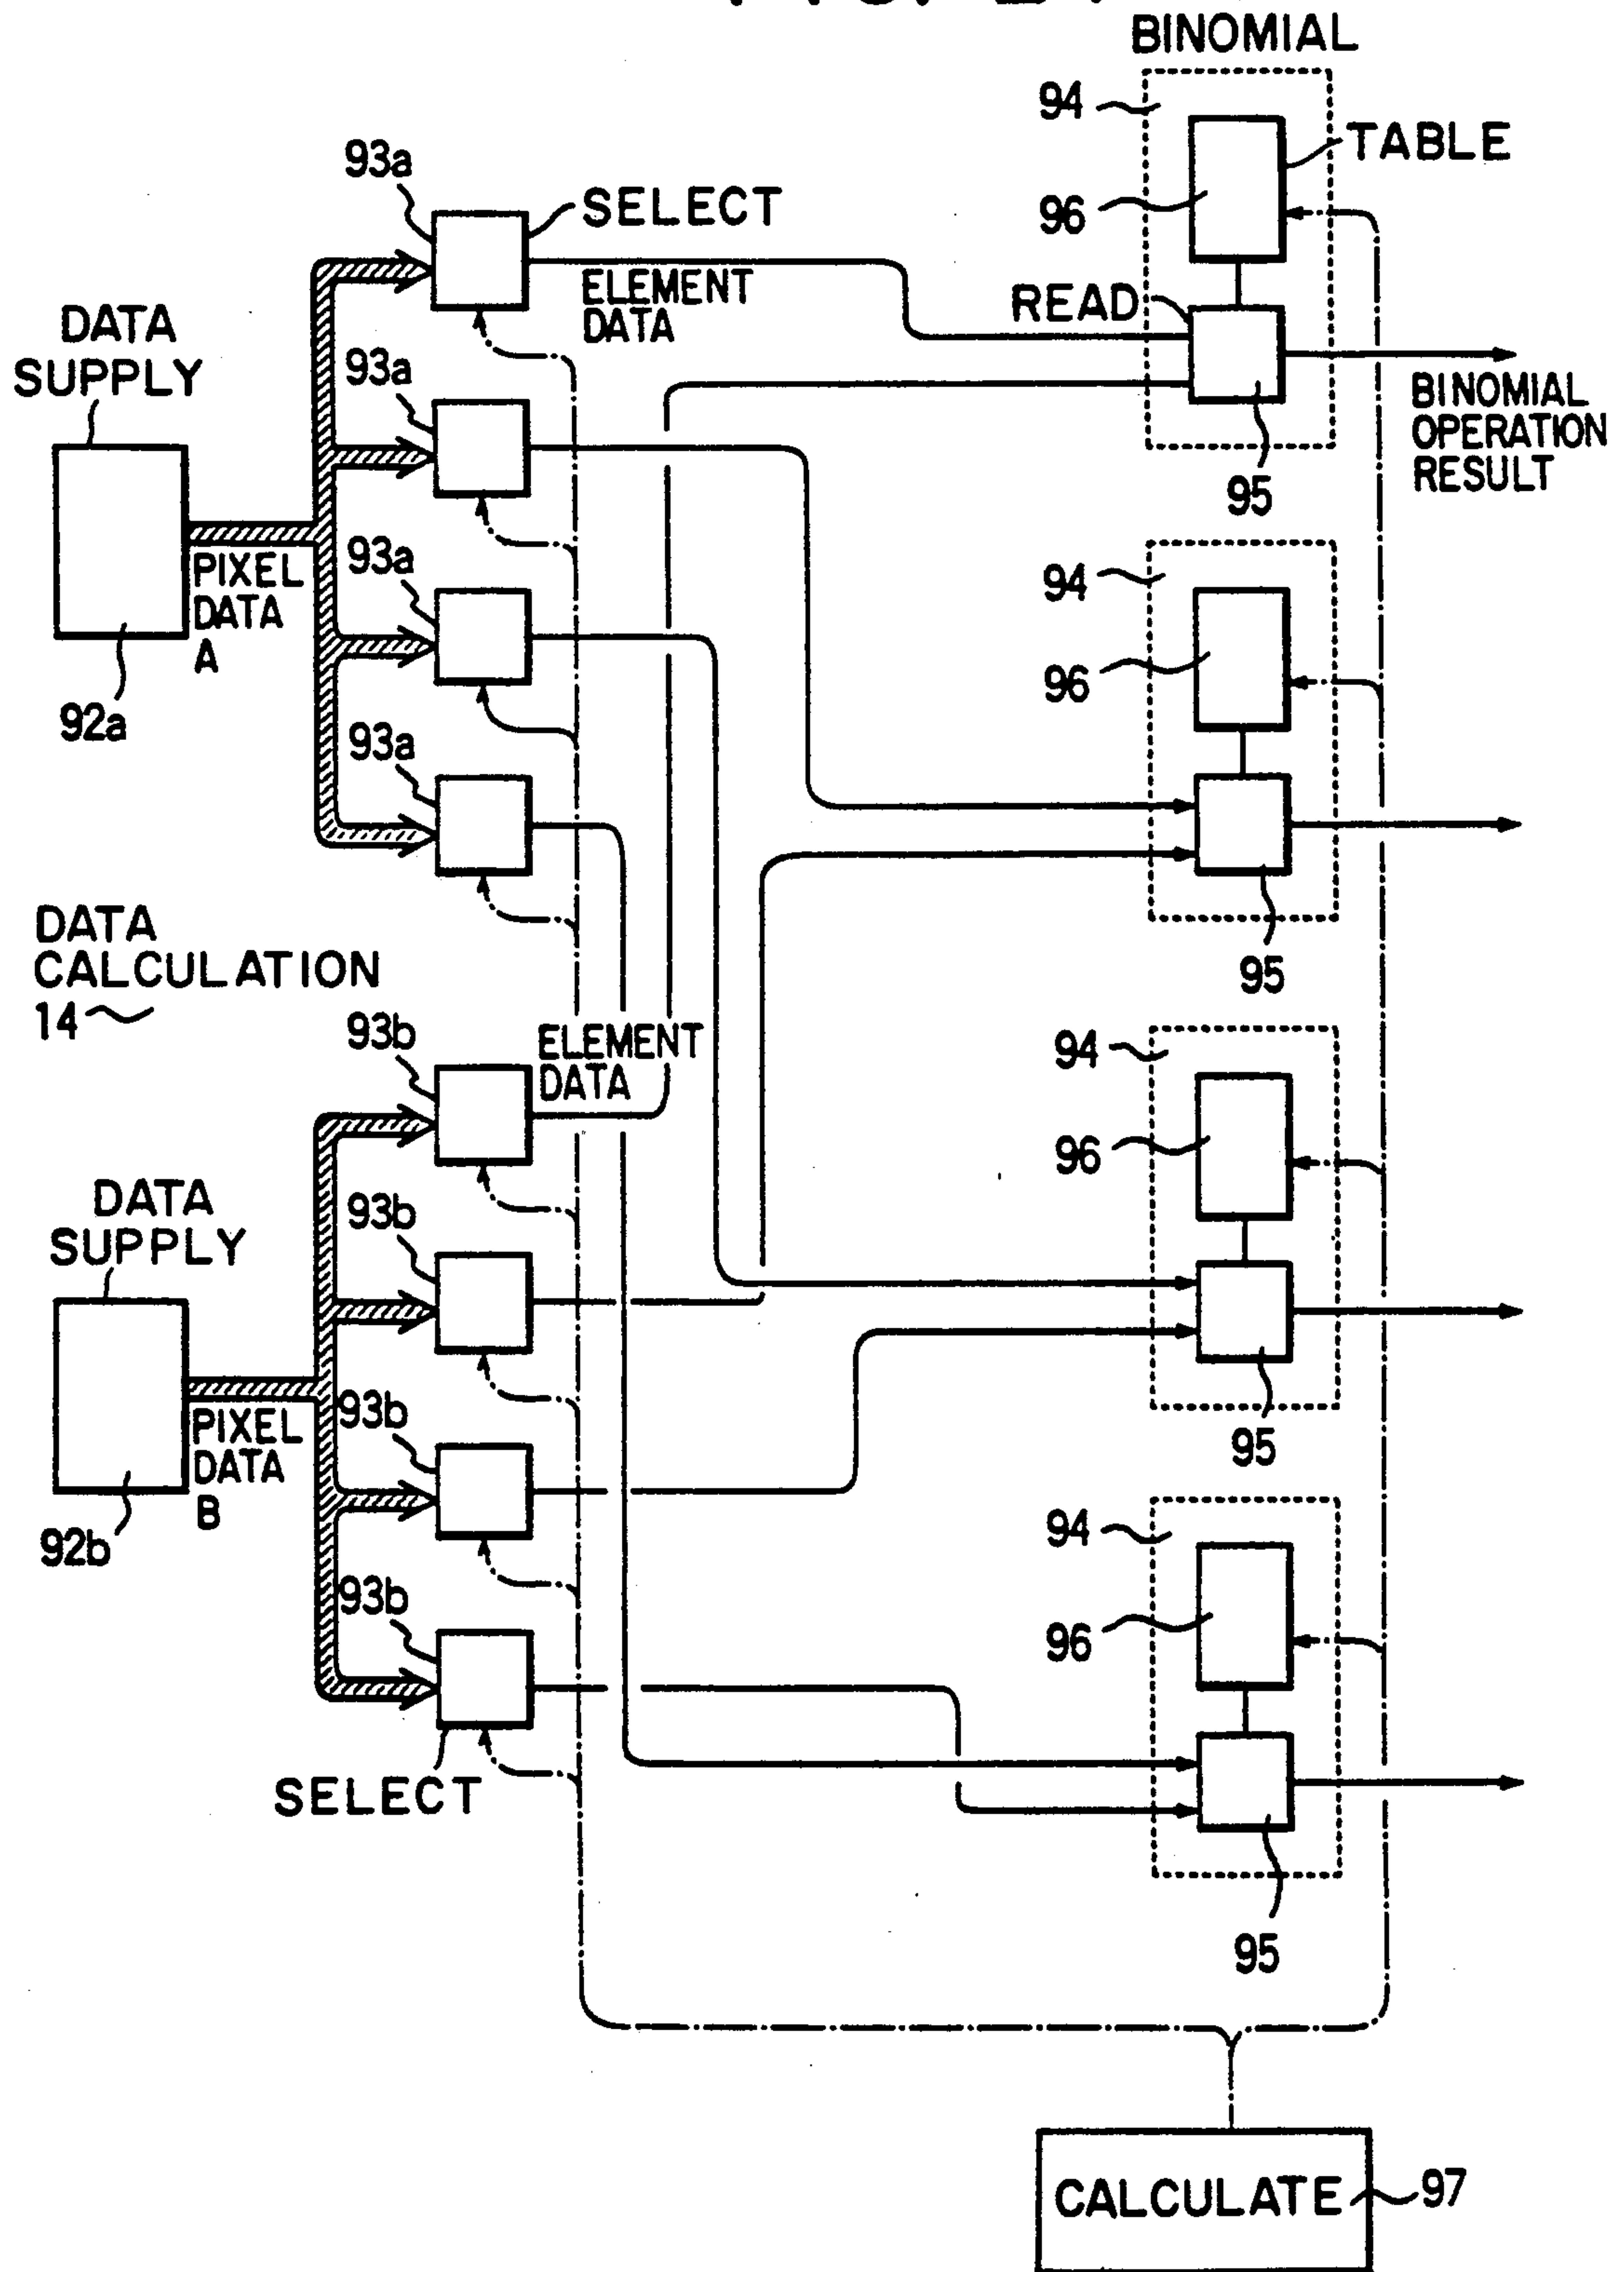 BINOMIAL
94
TABLE
93a
96
SELECT
ELEMENT
DATA
READ
DATA
SUPPLY
93a
BINOMIAL
OPERATION
RESULT
95
PIXEL
DATA
A
93a
94
96
92a
93a
DATA
CALCULATION
14
95
93b
ELEMENT
DATA
94
96
DATA
SUPPLY
93b
PIXEL
DATA
B
93b
95
92b
94
93b
96
SELECT
95
CALCULATE
97